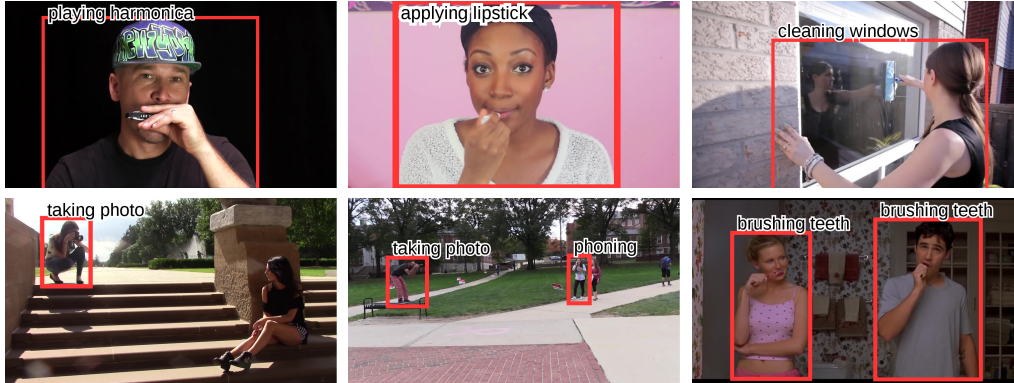 playing harmonica
applying lipstick
cleaning windows
taking photo
taking photo
phoning
brushing teeth
brushing teeth